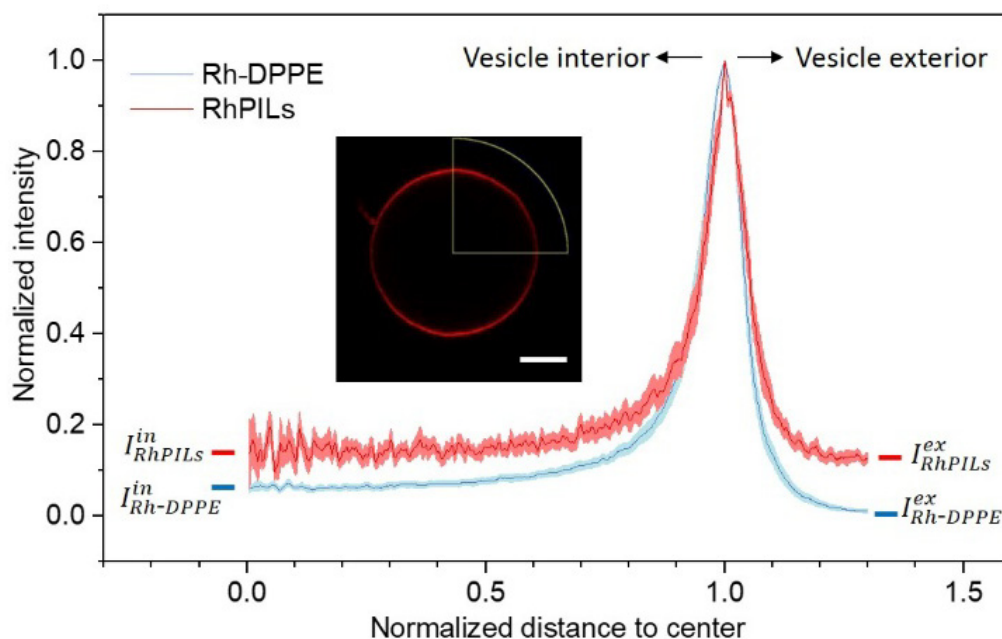 Vesicle interior ← → Vesicle exterior
Rh-DPPE
RhPILs
Normalized intensity
1.0
0.8
0.6
0.4
0.2
0.0
I^{in}_{RhPILs}
I^{in}_{Rh-DPPE}
I^{ex}_{RhPILs}
I^{ex}_{Rh-DPPE}
0.0 0.5 1.0 1.5
Normalized distance to center